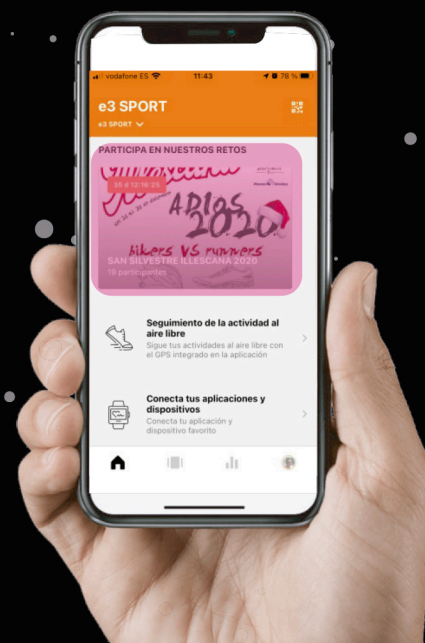 vodafone ES
11:43
78 %
e3 SPORT
e3 SPORT
PARTICIPA EN NUESTROS RETOS
ADIOS
2020
bikers VS runners
SAN SILVESTRE ILLESCANA 2020
19 participantes
Seguimiento de la actividad al
aire libre
Sigue tus actividades al aire libre con
el GPS integrado en la aplicación
Conecta tus aplicaciones y
dispositivos
Conecta tu aplicación y
dispositivo favorito